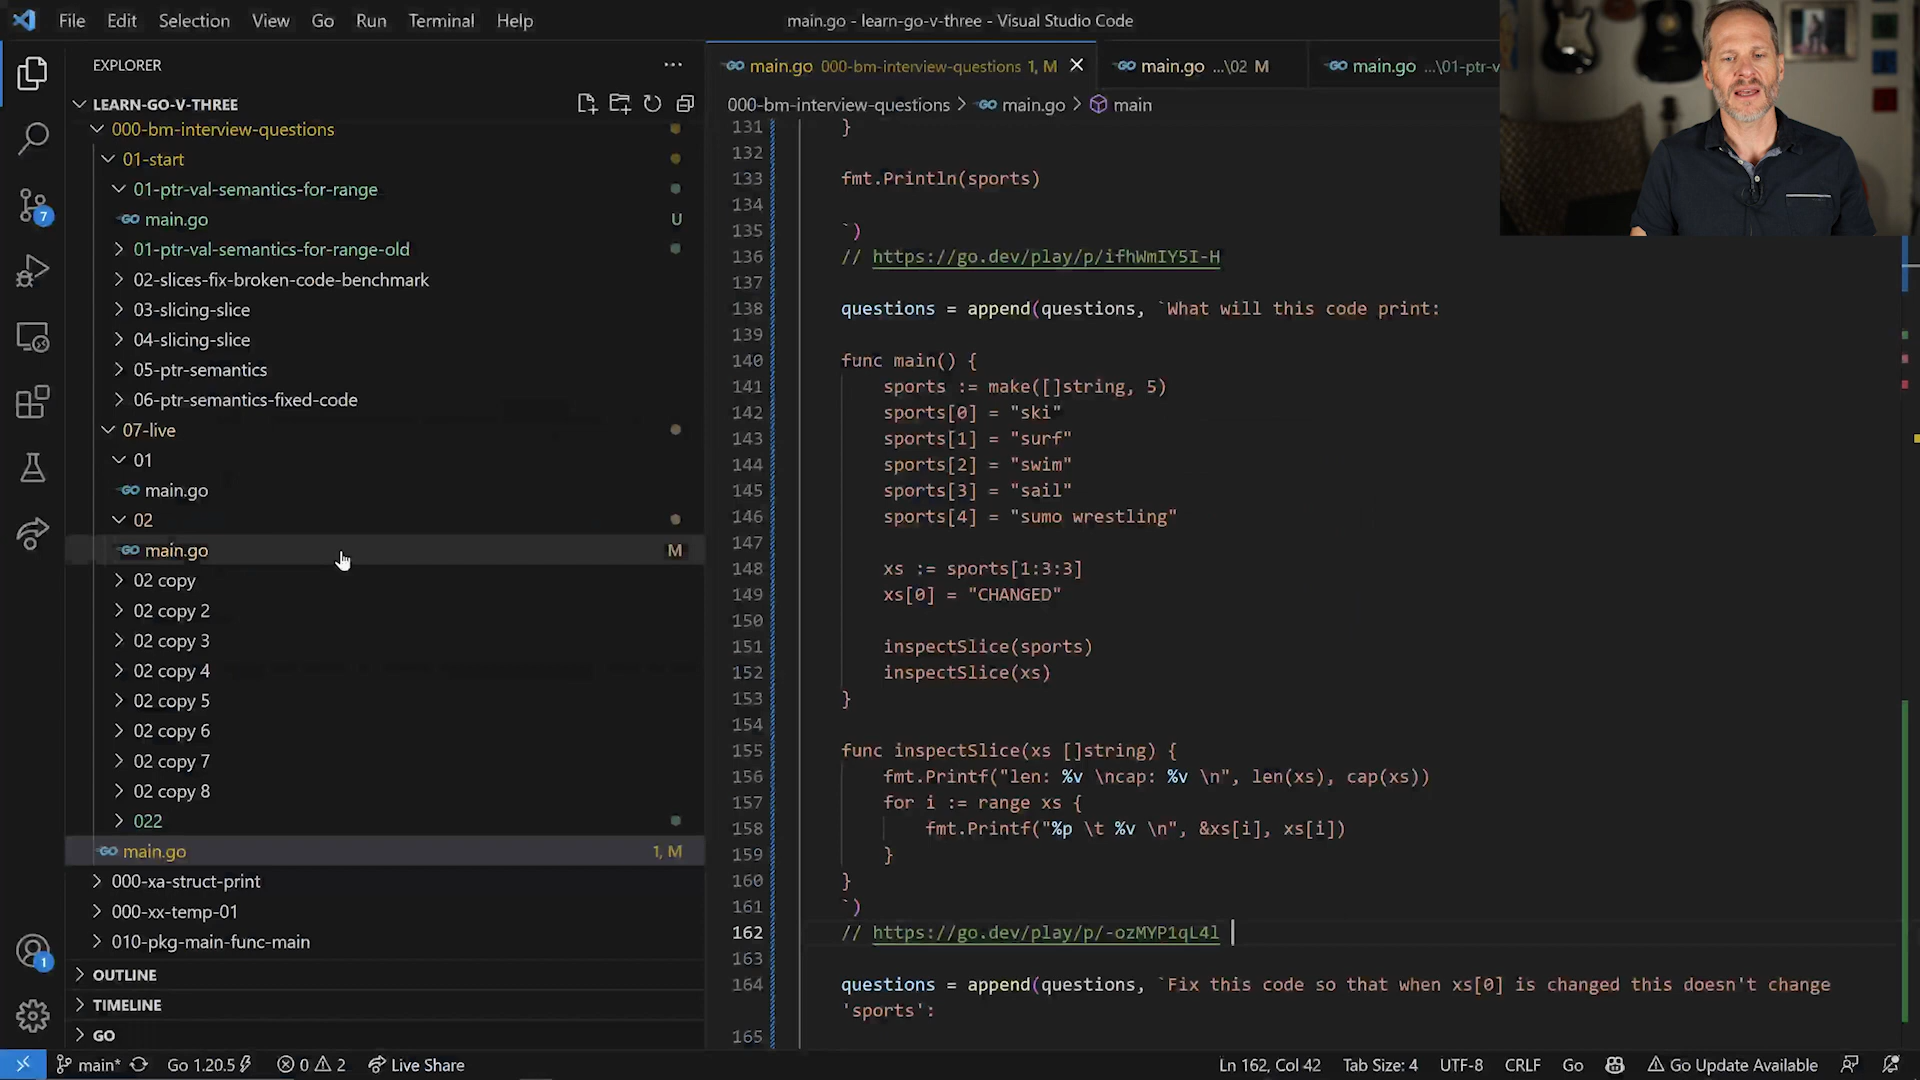 File Edit Selection View Go Run Terminal Help
main.go - learn-go-v-three - Visual Studio Code
EXPLORER
LEARN-GO-V-THREE
000-bm-interview-questions
01-start
01-ptr-val-semantics-for-range
main.go U
01-ptr-val-semantics-for-range-old
02-slices-fix-broken-code-benchmark
03-slicing-slice
04-slicing-slice
05-ptr-semantics
06-ptr-semantics-fixed-code
07-live
01
main.go
02
main.go M
02 copy
02 copy 2
02 copy 3
02 copy 4
02 copy 5
02 copy 6
02 copy 7
02 copy 8
022
main.go 1, M
000-xa-struct-print
000-xx-temp-01
010-pkg-main-func-main
OUTLINE
TIMELINE
GO
7
1
main.go 000-bm-interview-questions 1, M
main.go ...\02 M
main.go ...\01-ptr-v
000-bm-interview-questions > main.go > main
131 }
132
133 fmt.Println(sports)
134
135 `)
136 // https://go.dev/play/p/ifhWmIY5I-H
137
138 questions = append(questions, `What will this code print:
139
140 func main() {
141 sports := make([]string, 5)
142 sports[0] = "ski"
143 sports[1] = "surf"
144 sports[2] = "swim"
145 sports[3] = "sail"
146 sports[4] = "sumo wrestling"
147
148 xs := sports[1:3:3]
149 xs[0] = "CHANGED"
150
151 inspectSlice(sports)
152 inspectSlice(xs)
153 }
154
155 func inspectSlice(xs []string) {
156 fmt.Printf("len: %v \ncap: %v \n", len(xs), cap(xs))
157 for i := range xs {
158 fmt.Printf("%p \t %v \n", &xs[i], xs[i])
159 }
160 }
161 `)
162 // https://go.dev/play/p/-ozMYP1qL4l
163
164 questions = append(questions, `Fix this code so that when xs[0] is changed this doesn't change
'sports':
165
main* Go 1.20.5 0 2 Live Share
Ln 162, Col 42 Tab Size: 4 UTF-8 CRLF Go Go Update Available